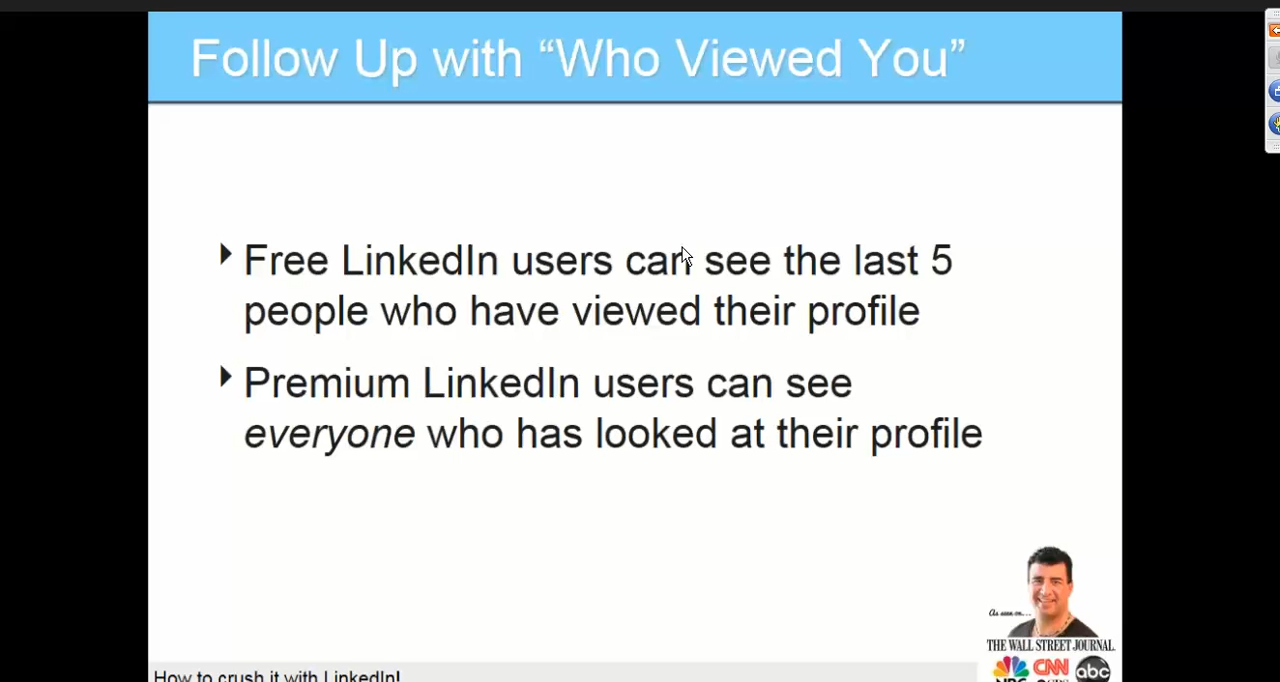 Follow Up with “Who Viewed You”
Free LinkedIn users can see the last 5
people who have viewed their profile
Premium LinkedIn users can see
everyone who has looked at their profile
As seen on...
THE WALL STREET JOURNAL.
NBC CNN abc
How to crush it with LinkedIn!